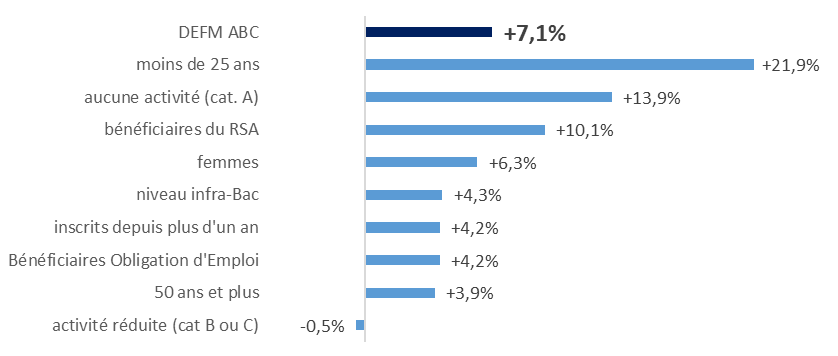 DEFM ABC +7,1%
moins de 25 ans +21,9%
aucune activité (cat. A) +13,9%
bénéficiaires du RSA +10,1%
femmes +6,3%
niveau infra-Bac +4,3%
inscrits depuis plus d'un an +4,2%
Bénéficiaires Obligation d'Emploi +4,2%
50 ans et plus +3,9%
activité réduite (cat B ou C) -0,5%